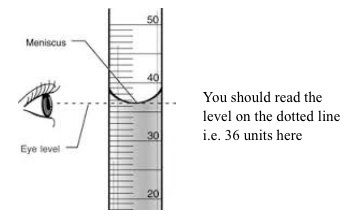 50
Meniscus
40
You should read the
level on the dotted line
i.e. 36 units here
30
Eye level
20